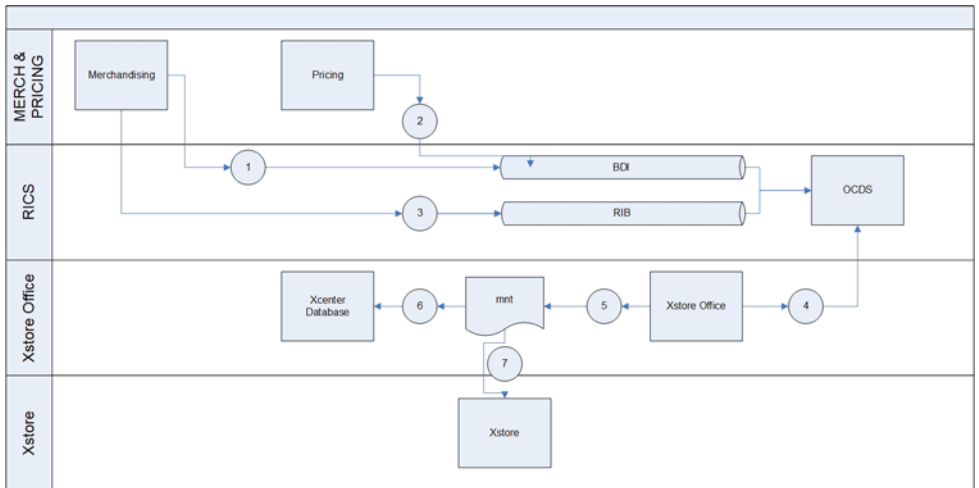 MERCH &
PRICING
Merchandising
Pricing
2
RICS
1
BDI
3
RIB
OCDS
Xstore Office
Xcenter
Database
6
mnt
5
Xstore Office
4
7
Xstore
Xstore